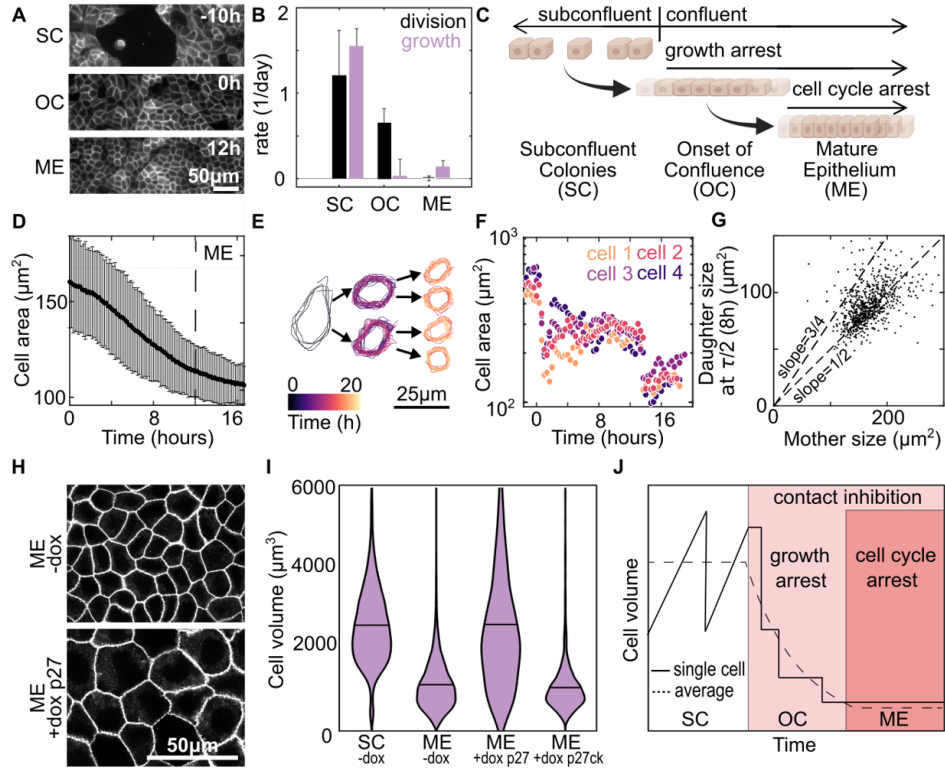 A
-10h
SC
0h
OC
12h
ME
50µm
B
division
growth
2
1
0
rate (1/day)
SC OC ME
C
subconfluent
confluent
growth arrest
cell cycle arrest
Subconfluent Colonies (SC)
Onset of Confluence (OC)
Mature Epithelium (ME)
D
ME
150
100
Cell area (µm²)
0 8 16
Time (hours)
E
0 20
Time (h)
25µm
F
10³
10²
Cell area (µm²)
cell 1 cell 2
cell 3 cell 4
0 8 16
Time (hours)
G
Daughter size at τ/2 (8h) (µm²)
100
0
slope=3/4
slope=1/2
0 100 200
Mother size (µm²)
H
ME -dox
ME +dox p27
50µm
I
6000
4000
2000
0
Cell volume (µm³)
SC -dox
ME -dox
ME +dox p27
ME +dox p27ck
J
contact inhibition
growth arrest
cell cycle arrest
Cell volume
single cell
average
SC OC ME
Time